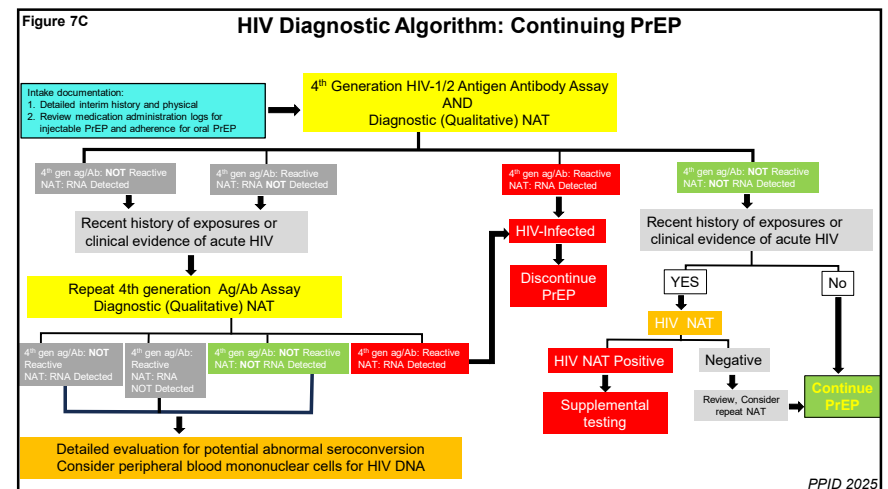 Figure 7C
HIV Diagnostic Algorithm: Continuing PrEP
Intake documentation:
1. Detailed interim history and physical
2. Review medication administration logs for
injectable PrEP and adherence for oral PrEP
4th Generation HIV-1/2 Antigen Antibody Assay
AND
Diagnostic (Qualitative) NAT
4th gen ag/Ab: NOT Reactive
NAT: RNA Detected
4th gen ag/Ab: Reactive
NAT: RNA NOT Detected
4th gen ag/Ab: Reactive
NAT: RNA Detected
4th gen ag/Ab: NOT Reactive
NAT: NOT RNA Detected
Recent history of exposures or
clinical evidence of acute HIV
HIV-Infected
Recent history of exposures or
clinical evidence of acute HIV
Discontinue
PrEP
YES
No
Repeat 4th generation Ag/Ab Assay
Diagnostic (Qualitative) NAT
HIV NAT
4th gen ag/Ab: NOT
Reactive
NAT: RNA Detected
4th gen ag/Ab:
Reactive
NAT: RNA
NOT Detected
4th gen ag/Ab: NOT Reactive
NAT: NOT RNA Detected
4th gen ag/Ab: Reactive
NAT: RNA Detected
HIV NAT Positive
Negative
Supplemental
testing
Review, Consider
repeat NAT
Continue
PrEP
Detailed evaluation for potential abnormal seroconversion
Consider peripheral blood mononuclear cells for HIV DNA
PPID 2025